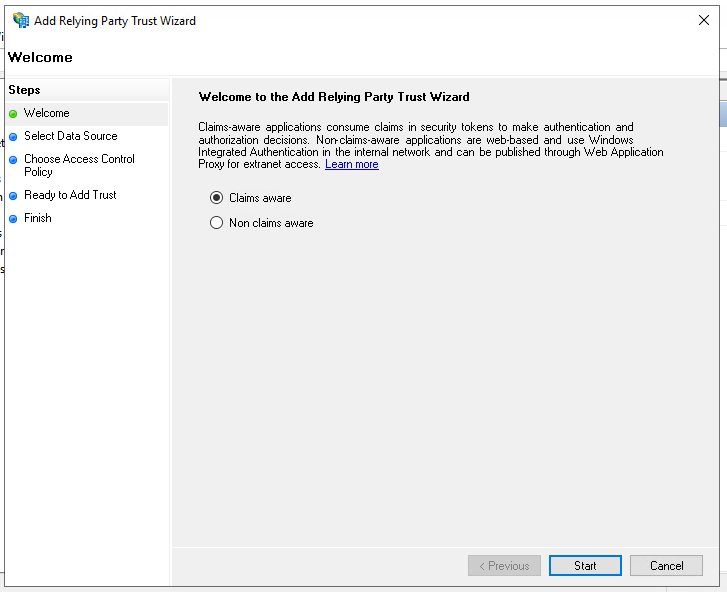 Add Relying Party Trust Wizard
Welcome
Steps
Welcome
Select Data Source
Choose Access Control
Policy
Ready to Add Trust
Finish
Welcome to the Add Relying Party Trust Wizard
Claims-aware applications consume claims in security tokens to make authentication and
authorization decisions. Non-claims-aware applications are web-based and use Windows
Integrated Authentication in the internal network and can be published through Web Application
Proxy for extranet access. Learn more
Claims aware
Non claims aware
< Previous
Start
Cancel